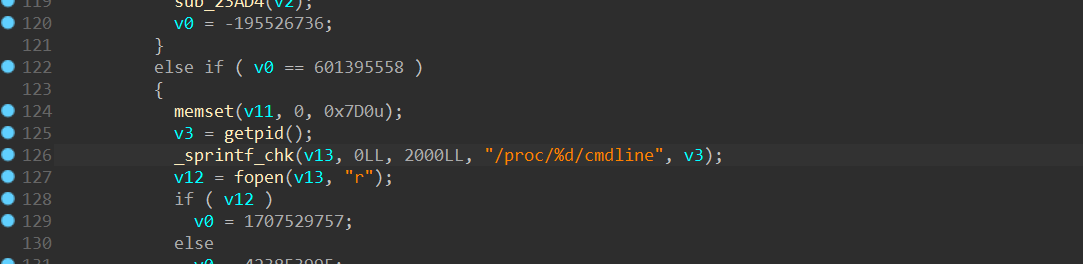 119 sub_23AD4(v2);
120 v0 = -195526736;
121 }
122 else if ( v0 == 601395558 )
123 {
124 memset(v11, 0, 0x7D0u);
125 v3 = getpid();
126 _sprintf_chk(v13, 0LL, 2000LL, "/proc/%d/cmdline", v3);
127 v12 = fopen(v13, "r");
128 if ( v12 )
129 v0 = 1707529757;
130 else
131